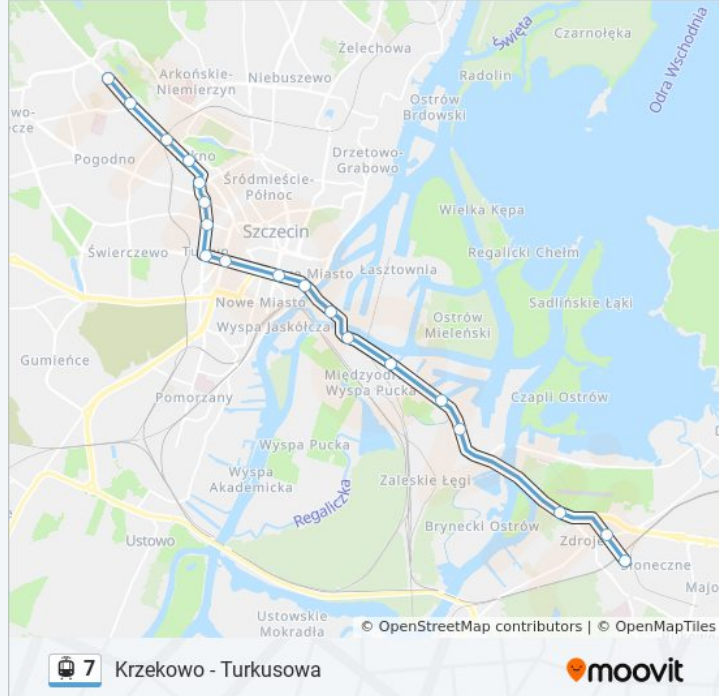 Święta
Odra Wschodnia
Żelechowa
Czarnołęka
Arkońskie-
Niemierzyn
Niebuszewo
Radolin
Ostrów
Brdowski
Pogodno
Drzetowo-
Grabowo
Śródmieście-
Północ
Wielka Kępa
Szczecin
Świerczewo
Regalicki Chełm
Miasto
Łasztownia
Nowe Miasto
Sadlińskie Łąki
Wyspa Jaskółcza
Ostrów
Mieleński
Gumieńce
Wyspa Pucka
Pomorzany
Czapli Ostrów
Wyspa Pucka
Wyspa
Akademicka
Zaleskie Łęgi
Regaliczka
Brynecki Ostrów
Ustowo
Ustowskie
Mokradła
© OpenStreetMap contributors | © OpenMapTiles
7 Krzekowo - Turkusowa
moovit